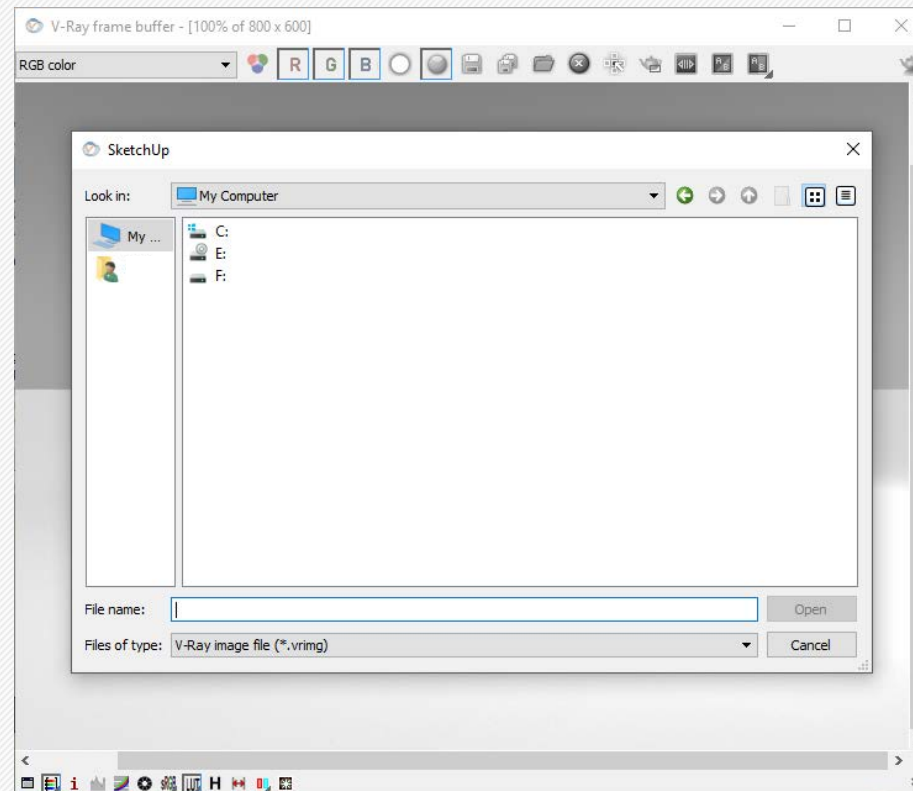 V-Ray frame buffer - [100% of 800 x 600]
RGB color
R G B
SketchUp
Look in: My Computer
My ...
C:
E:
F:
File name: Open
Files of type: V-Ray image file (*.vrimg) Cancel
i LUT H